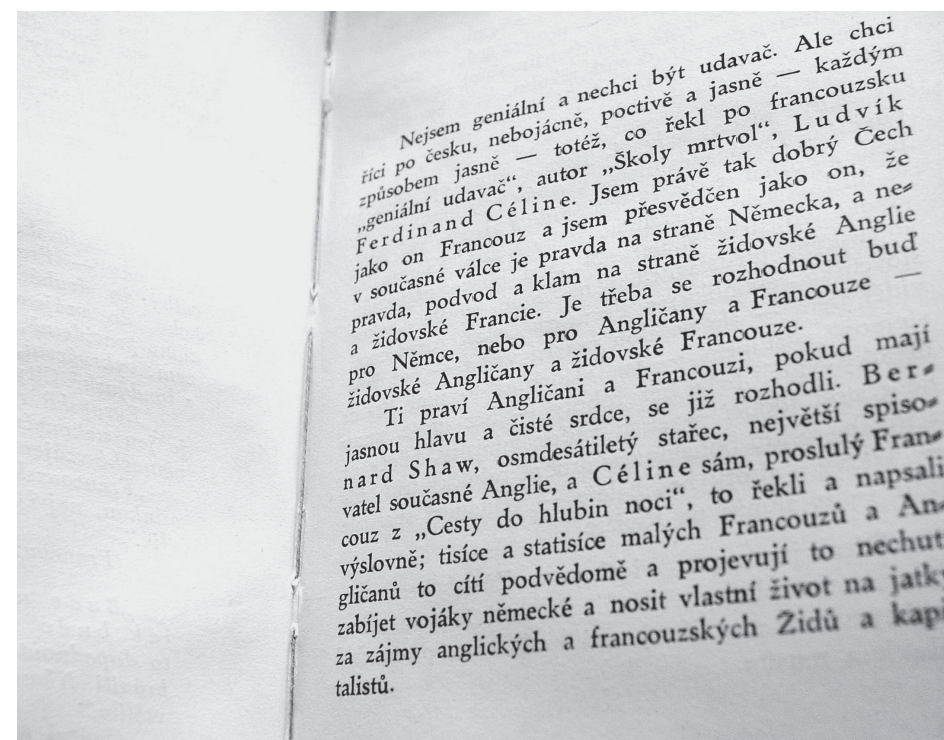 Nejsem geniální a nechci být udavač. Ale chci
říci po česku, nebojácně, poctivě a jasně — každým
způsobem jasně — totéž, co řekl po francouzsku
„geniální udavač“, autor „Školy mrtvol“, Ludvík
Ferdinand Céline. Jsem právě tak dobrý Čech
jako on Francouz a jsem přesvědčen jako on, že
v současné válce je pravda na straně Německa, a ne-
pravda, podvod a klam na straně židovské Anglie
a židovské Francie. Je třeba se rozhodnout buď
pro Němce, nebo pro Angličany a Francouze —
židovské Angličany a židovské Francouze.
Ti praví Angličani a Francouzi, pokud mají
jasnou hlavu a čisté srdce, se již rozhodli. Ber-
nard Shaw, osmdesátiletý stařec, největší spiso-
vatel současné Anglie, a Céline sám, proslulý Fran-
couz z „Cesty do hlubin noci“, to řekli a napsali
výslovně; tisíce a statisíce malých Francouzů a An-
gličanů to cítí podvědomě a projevují to nechutí
zabíjet vojáky německé a nosit vlastní život na jatky
za zájmy anglických a francouzských Židů a kapi
talistů.